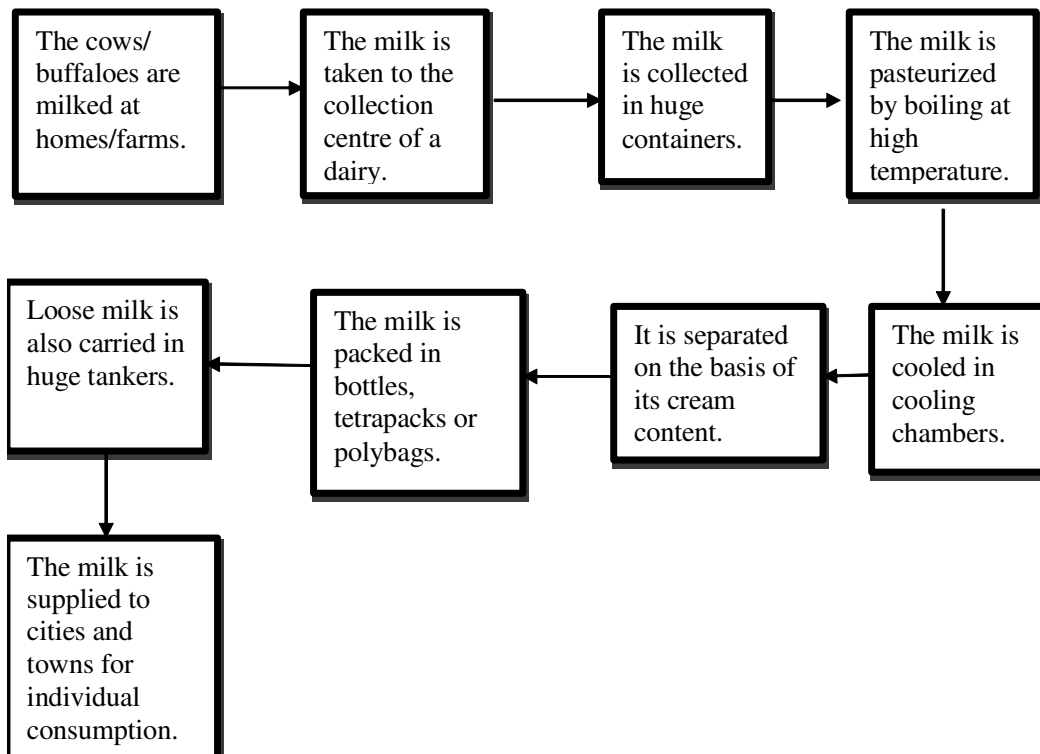 The cows/
buffaloes are
milked at
homes/farms.
The milk is
taken to the
collection
centre of a
dairy.
The milk
is collected
in huge
containers.
The milk is
pasteurized
by boiling at
high
temperature.
The milk is
cooled in
cooling
chambers.
It is separated
on the basis of
its cream
content.
The milk is
packed in
bottles,
tetrapacks or
polybags.
Loose milk is
also carried in
huge tankers.
The milk is
supplied to
cities and
towns for
individual
consumption.